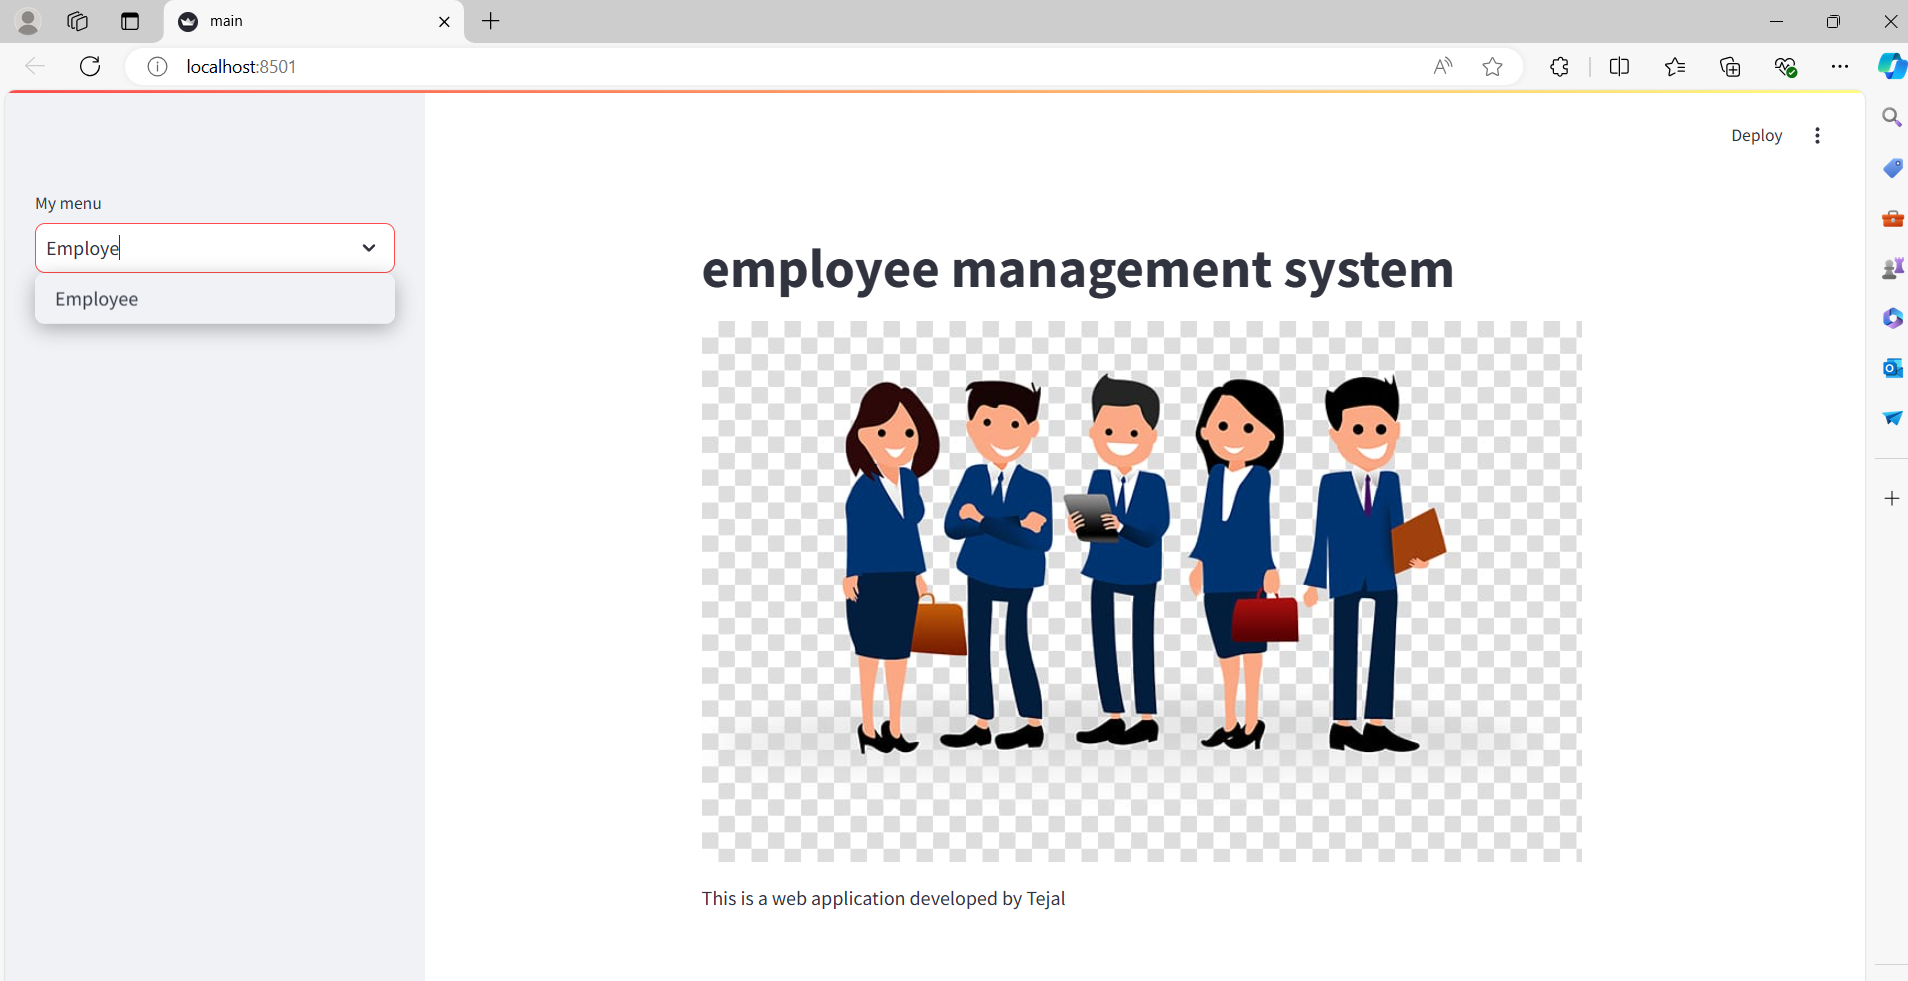 main
localhost:8501
Deploy
My menu
Employe
Employee
employee management system
This is a web application developed by Tejal